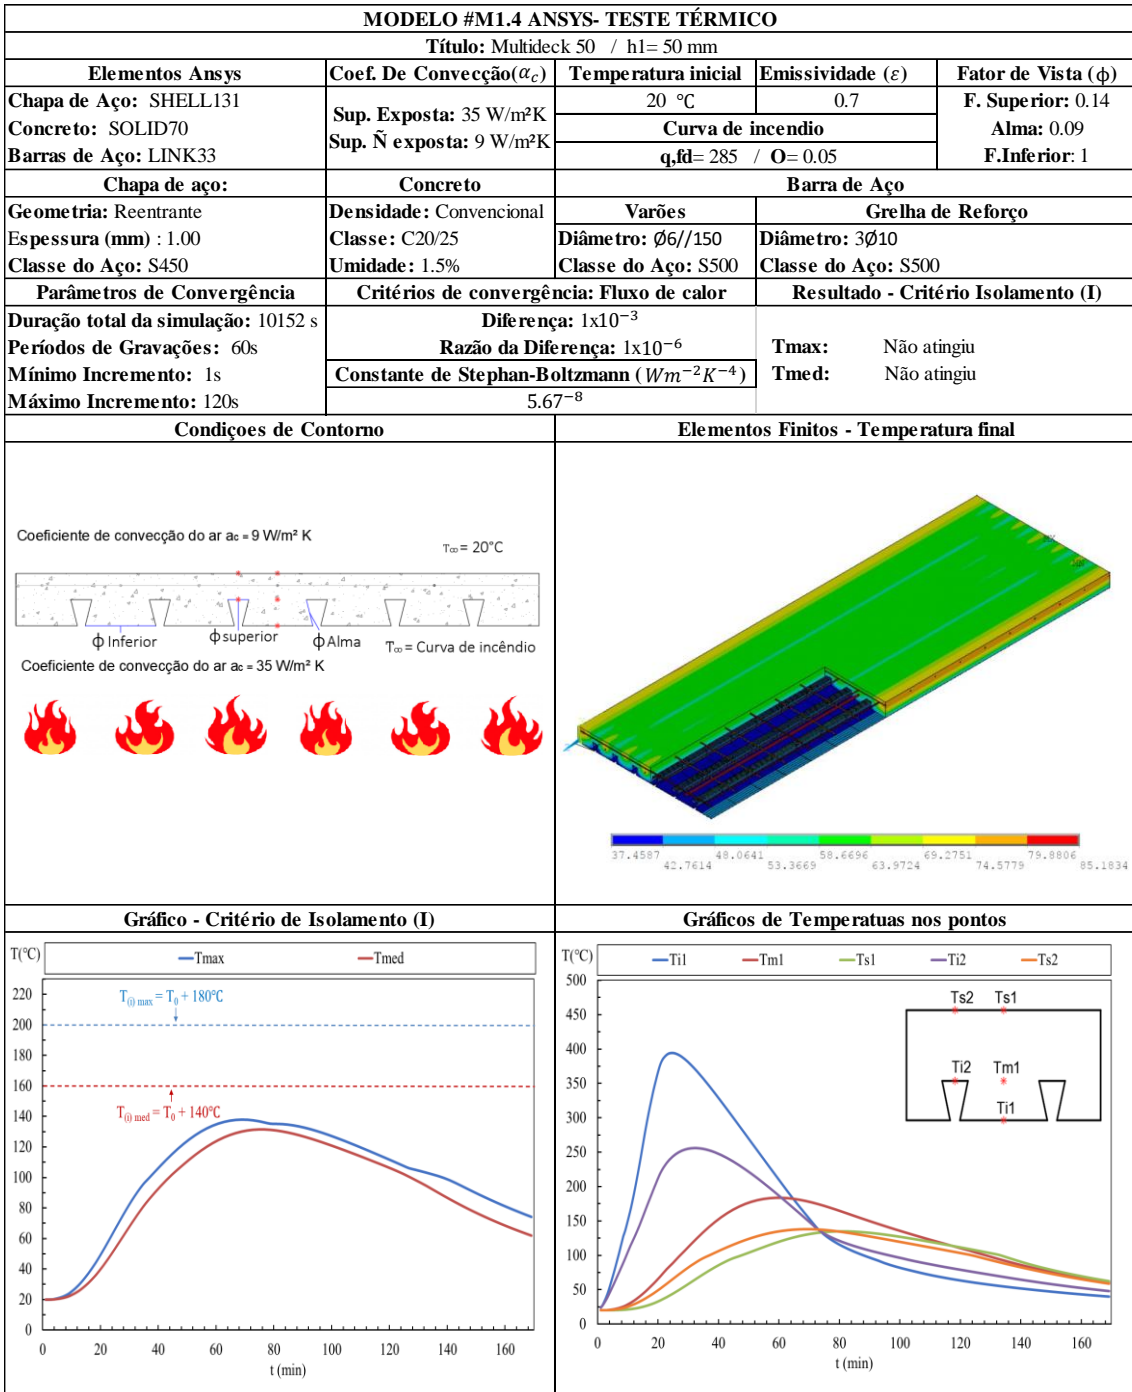 MODELO #M1.4 ANSYS- TESTE TÉRMICO
Título: Multideck 50 / h1= 50 mm
Elementos Ansys
Chapa de Aço: SHELL131
Concreto: SOLID70
Barras de Aço: LINK33
Coef. De Convecção(α_c)
Sup. Exposta: 35 W/m²K
Sup. Ñ exposta: 9 W/m²K
Temperatura inicial
20 °C
Emissividade (ε)
0.7
Curva de incendio
q,fd= 285 / O= 0.05
Fator de Vista (ϕ)
F. Superior: 0.14
Alma: 0.09
F.Inferior: 1
Chapa de aço:
Geometria: Reentrante
Espessura (mm) : 1.00
Classe do Aço: S450
Concreto
Densidade: Convencional
Classe: C20/25
Umidade: 1.5%
Barra de Aço
Varões
Diâmetro: Ø6//150
Classe do Aço: S500
Grelha de Reforço
Diâmetro: 3Ø10
Classe do Aço: S500
Parâmetros de Convergência
Duração total da simulação: 10152 s
Períodos de Gravações: 60s
Mínimo Incremento: 1s
Máximo Incremento: 120s
Critérios de convergência: Fluxo de calor
Diferença: 1x10⁻³
Razão da Diferença: 1x10⁻⁶
Constante de Stephan-Boltzmann ( Wm⁻²K⁻⁴)
5.67⁻⁸
Resultado - Critério Isolamento (I)
Tmax: Não atingiu
Tmed: Não atingiu
Condiçoes de Contorno
Coeficiente de convecção do ar ac = 9 W/m² K
T∞ = 20°C
ϕ Inferior
ϕ superior
ϕ Alma
T∞ = Curva de incêndio
Coeficiente de convecção do ar ac = 35 W/m² K
Elementos Finitos - Temperatura final
37.4587 48.0641 58.6696 69.2751 79.8806
42.7614 53.3669 63.9724 74.5779 85.1834
Gráfico - Critério de Isolamento (I)
T(°C)
Tmax Tmed
220
200
180
160
140
120
100
80
60
40
20
0
T(i) max = T0 + 180°C
T(i) med = T0 + 140°C
0 20 40 60 80 100 120 140 160
t (min)
Gráficos de Temperatuas nos pontos
T(°C)
Ti1 Tm1 Ts1 Ti2 Ts2
500
450
400
350
300
250
200
150
100
50
0
Ts2 Ts1
Ti2 Tm1
Ti1
0 20 40 60 80 100 120 140 160
t (min)